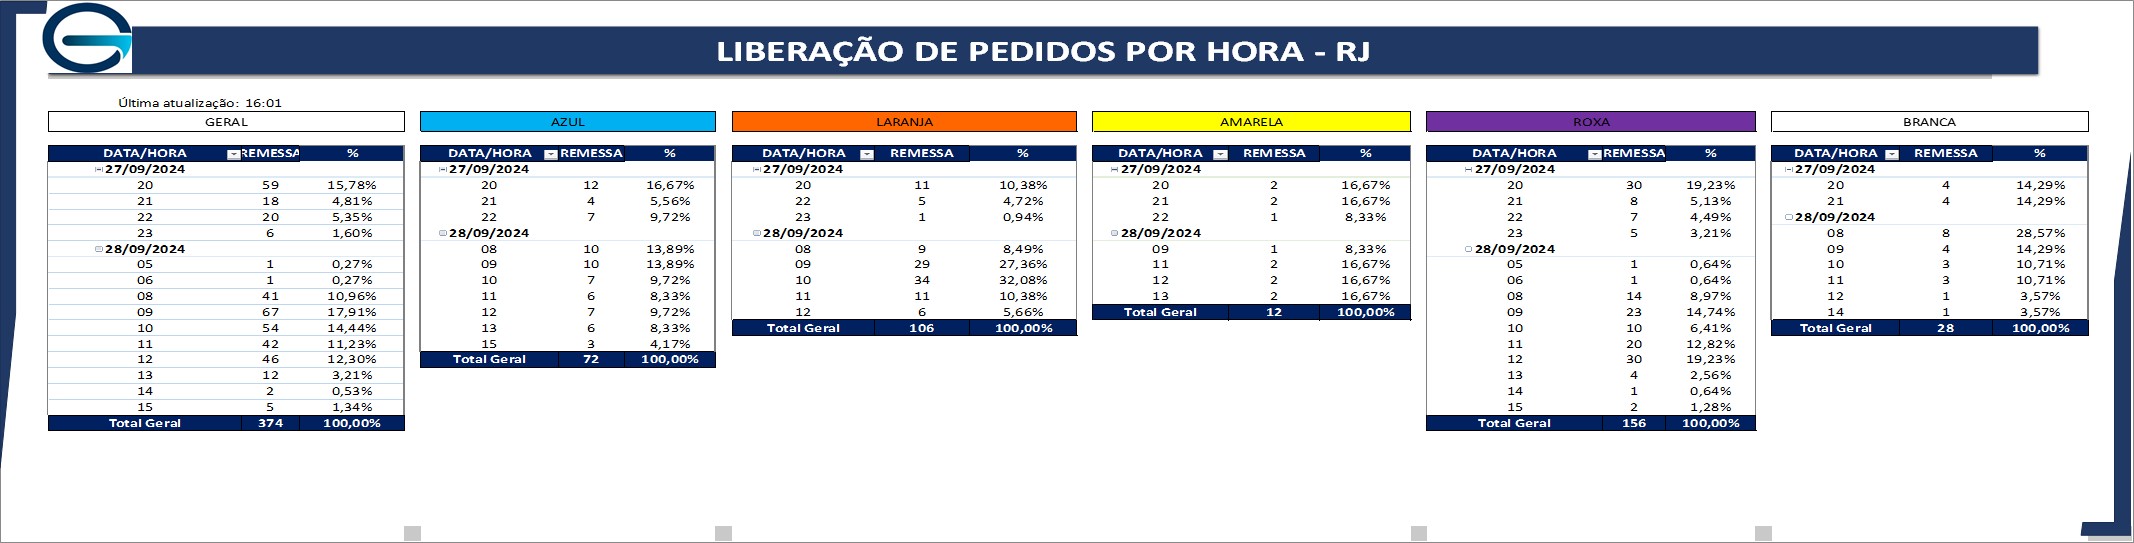 LIBERAÇÃO DE PEDIDOS POR HORA - RJ
Última atualização: 16:01
GERAL
DATA/HORA REMESSA %
27/09/2024
20 59 15,78%
21 18 4,81%
22 20 5,35%
23 6 1,60%
28/09/2024
05 1 0,27%
06 1 0,27%
08 41 10,96%
09 67 17,91%
10 54 14,44%
11 42 11,23%
12 46 12,30%
13 12 3,21%
14 2 0,53%
15 5 1,34%
Total Geral 374 100,00%
AZUL
DATA/HORA REMESSA %
27/09/2024
20 12 16,67%
21 4 5,56%
22 7 9,72%
28/09/2024
08 10 13,89%
09 10 13,89%
10 7 9,72%
11 6 8,33%
12 7 9,72%
13 6 8,33%
15 3 4,17%
Total Geral 72 100,00%
LARANJA
DATA/HORA REMESSA %
27/09/2024
20 11 10,38%
22 5 4,72%
23 1 0,94%
28/09/2024
08 9 8,49%
09 29 27,36%
10 34 32,08%
11 11 10,38%
12 6 5,66%
Total Geral 106 100,00%
AMARELA
DATA/HORA REMESSA %
27/09/2024
20 2 16,67%
21 2 16,67%
22 1 8,33%
28/09/2024
09 1 8,33%
11 2 16,67%
12 2 16,67%
13 2 16,67%
Total Geral 12 100,00%
ROXA
DATA/HORA REMESSA %
27/09/2024
20 30 19,23%
21 8 5,13%
22 7 4,49%
23 5 3,21%
28/09/2024
05 1 0,64%
06 1 0,64%
08 14 8,97%
09 23 14,74%
10 10 6,41%
11 20 12,82%
12 30 19,23%
13 4 2,56%
14 1 0,64%
15 2 1,28%
Total Geral 156 100,00%
BRANCA
DATA/HORA REMESSA %
27/09/2024
20 4 14,29%
21 4 14,29%
28/09/2024
08 8 28,57%
09 4 14,29%
10 3 10,71%
11 3 10,71%
12 1 3,57%
14 1 3,57%
Total Geral 28 100,00%